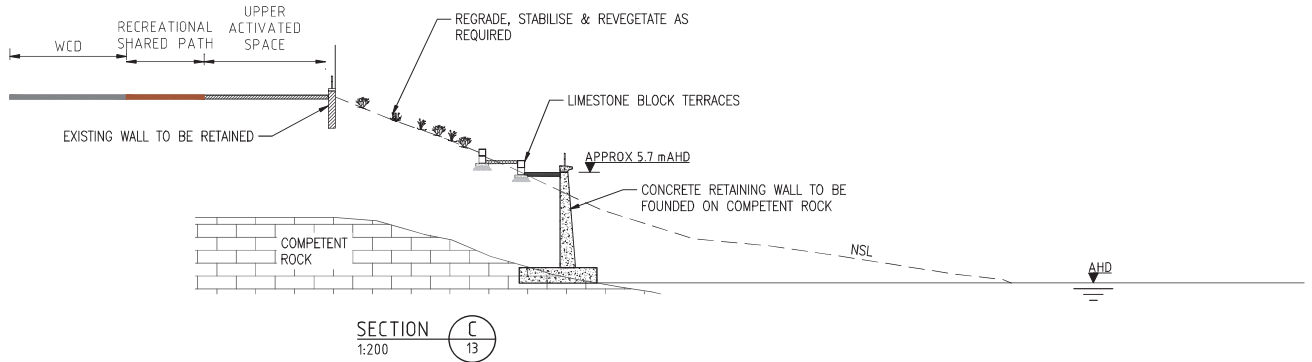 UPPER
RECREATIONAL ACTIVATED
WCD SHARED PATH SPACE
REGRADE, STABILISE & REVEGETATE AS
REQUIRED
LIMESTONE BLOCK TERRACES
EXISTING WALL TO BE RETAINED
APPROX 5.7 mAHD
CONCRETE RETAINING WALL TO BE
FOUNDED ON COMPETENT ROCK
COMPETENT
ROCK
NSL
AHD
SECTION C
1:200 13